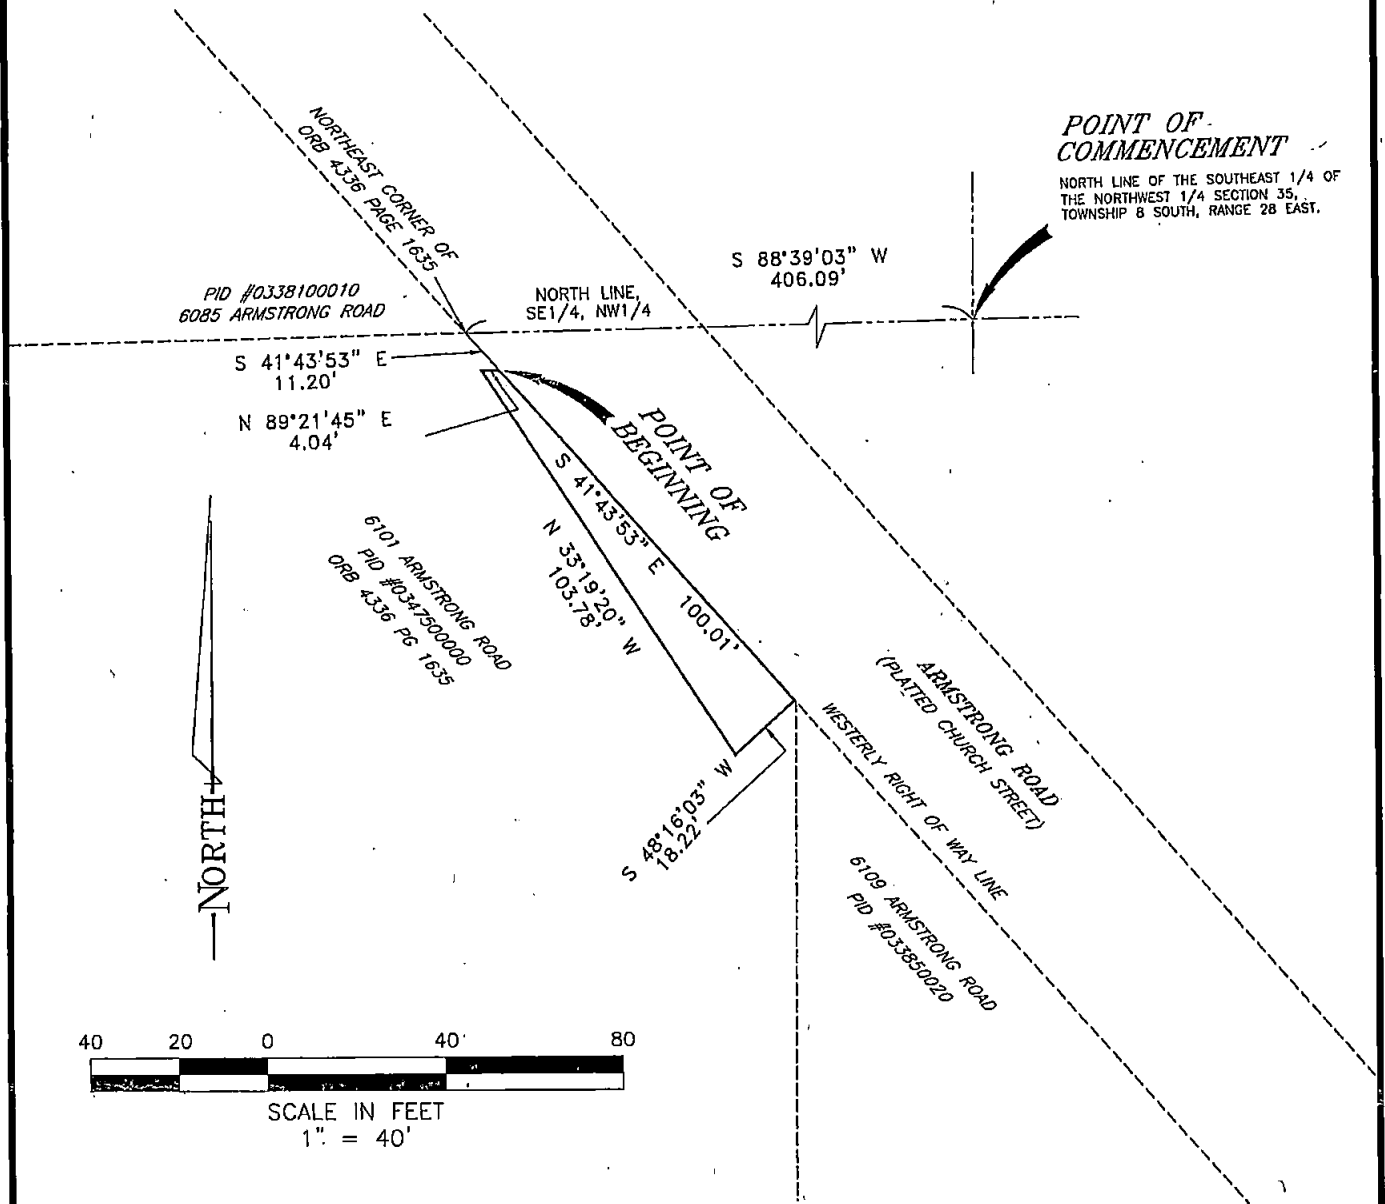 POINT OF
COMMENCEMENT
NORTH LINE OF THE SOUTHEAST 1/4 OF
THE NORTHWEST 1/4 SECTION 35,
TOWNSHIP 8 SOUTH, RANGE 28 EAST.
NORTHEAST CORNER OF
ORB 4336 PAGE 1635
S 88°39'03" W
406.09'
PID #0338100010
6085 ARMSTRONG ROAD
NORTH LINE,
SE1/4, NW1/4
S 41°43'53" E
11.20'
N 89°21'45" E
4.04'
POINT OF
BEGINNING
S 41°43'53" E 100.01'
N 33°19'20" W
103.78'
6101 ARMSTRONG ROAD
PID #0347500000
ORB 4336 PG 1635
ARMSTRONG ROAD
(PLATTED CHURCH STREET)
WESTERLY RIGHT OF WAY LINE
S 48°16'03" W
18.22'
6109 ARMSTRONG ROAD
PID #033850020
NORTH
40 20 0 40 80
SCALE IN FEET
1" = 40'